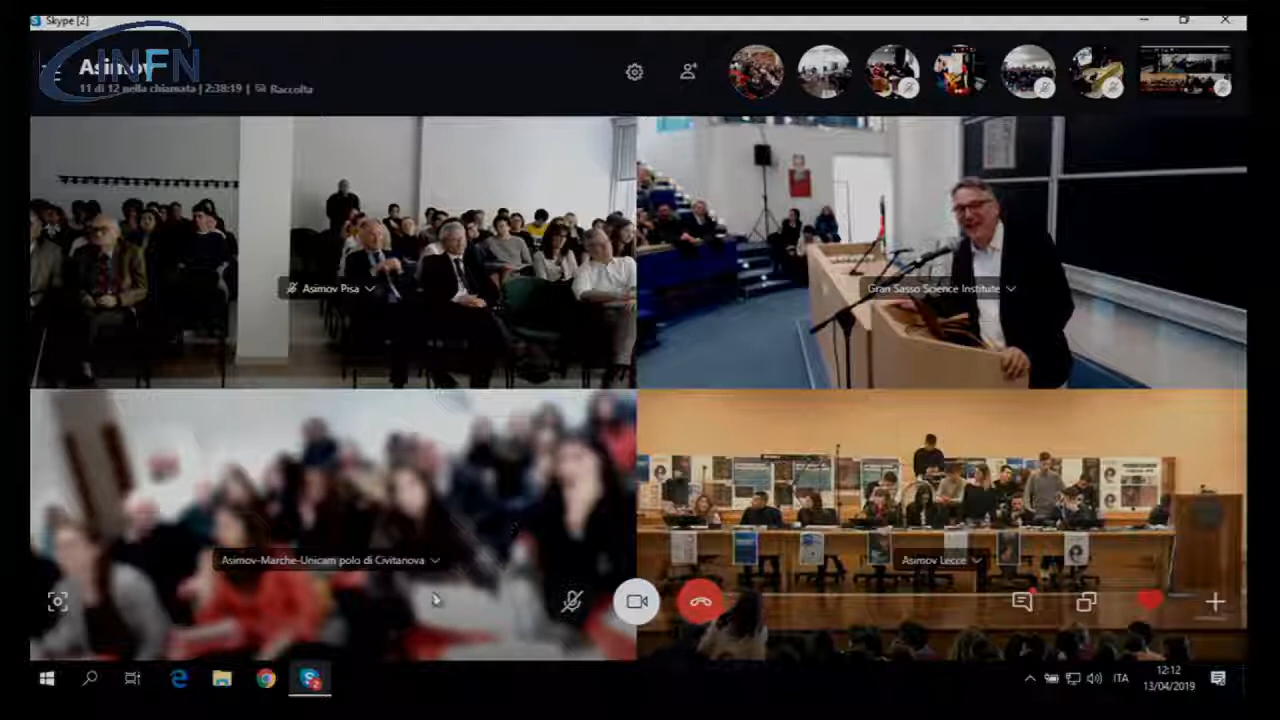 Skype [2]
Asimov
INFN
11 di 12 nella chiamata | 2:38:19 | Raccolta
Asimov Pisa
Gran Sasso Science Institute
Asimov-Marche-Unicam polo di Civitanova
Asimov Lecce
ITA
12:12
13/04/2019